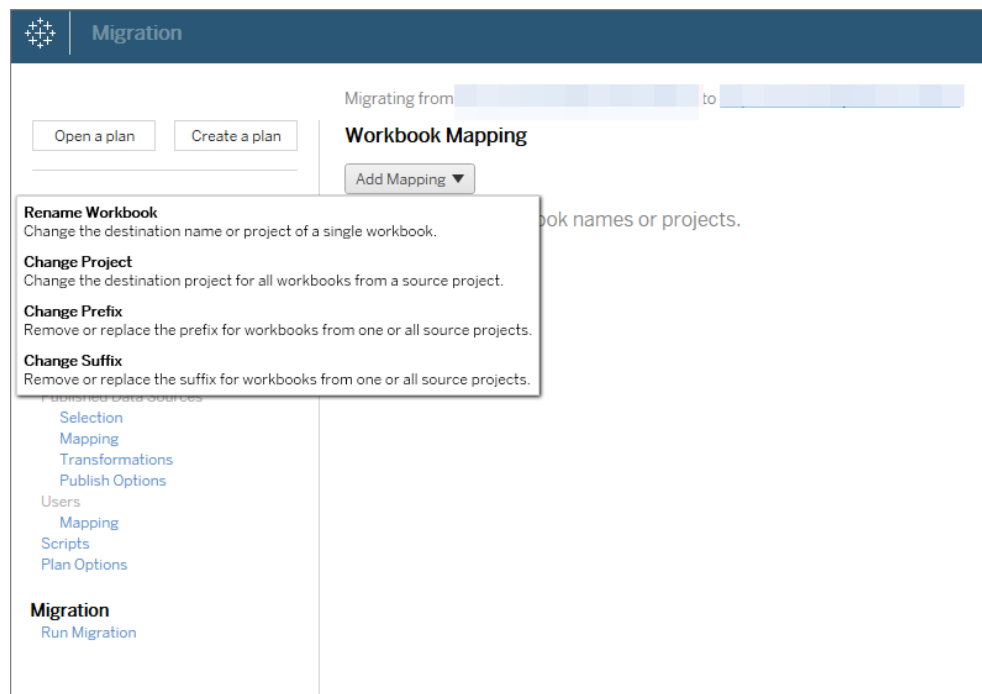 Migration
Migrating from to
Open a plan
Create a plan
Workbook Mapping
Add Mapping ▼
ook names or projects.
Rename Workbook
Change the destination name or project of a single workbook.
Change Project
Change the destination project for all workbooks from a source project.
Change Prefix
Remove or replace the prefix for workbooks from one or all source projects.
Change Suffix
Remove or replace the suffix for workbooks from one or all source projects.
Published Data Sources
Selection
Mapping
Transformations
Publish Options
Users
Mapping
Scripts
Plan Options
Migration
Run Migration